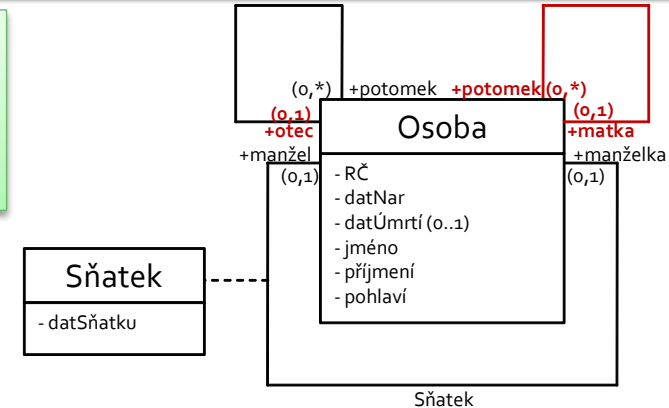 (0,*) +potomek +potomek (0,*)
(0,1) (0,1)
+otec Osoba +matka
+manžel +manželka
(0,1) (0,1)
- RČ
- datNar
- datÚmrtí (0..1)
- jméno
- příjmení
- pohlaví
Sňatek
- datSňatku
Sňatek